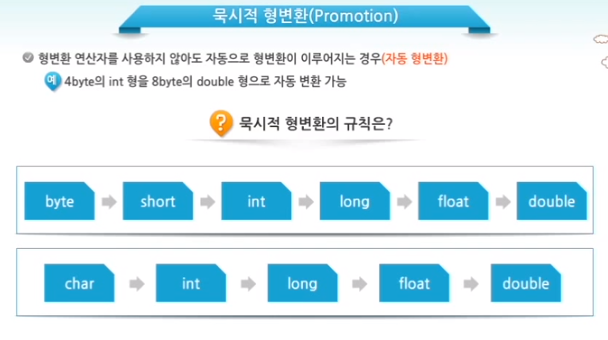 묵시적 형변환(Promotion)
형변환 연산자를 사용하지 않아도 자동으로 형변환이 이루어지는 경우(자동 형변환)
예 4byte의 int 형을 8byte의 double 형으로 자동 변환 가능
? 묵시적 형변환의 규칙은?
byte short int long float double
char int long float double